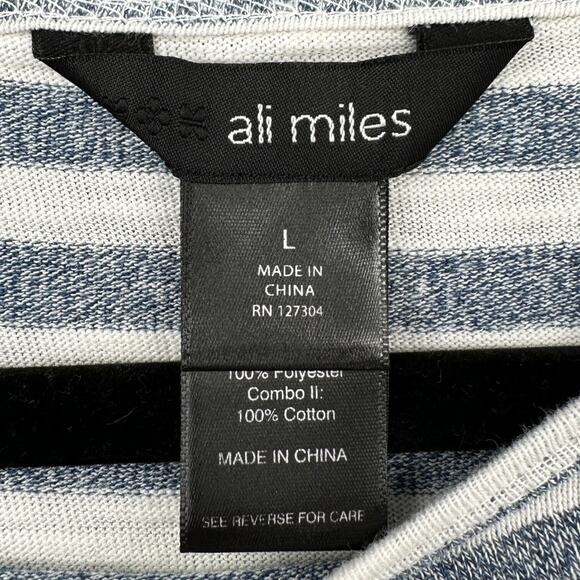 ali miles
L
MADE IN
CHINA
RN 127304
100% Polyester
Combo II:
100% Cotton
MADE IN CHINA
SEE REVERSE FOR CARE